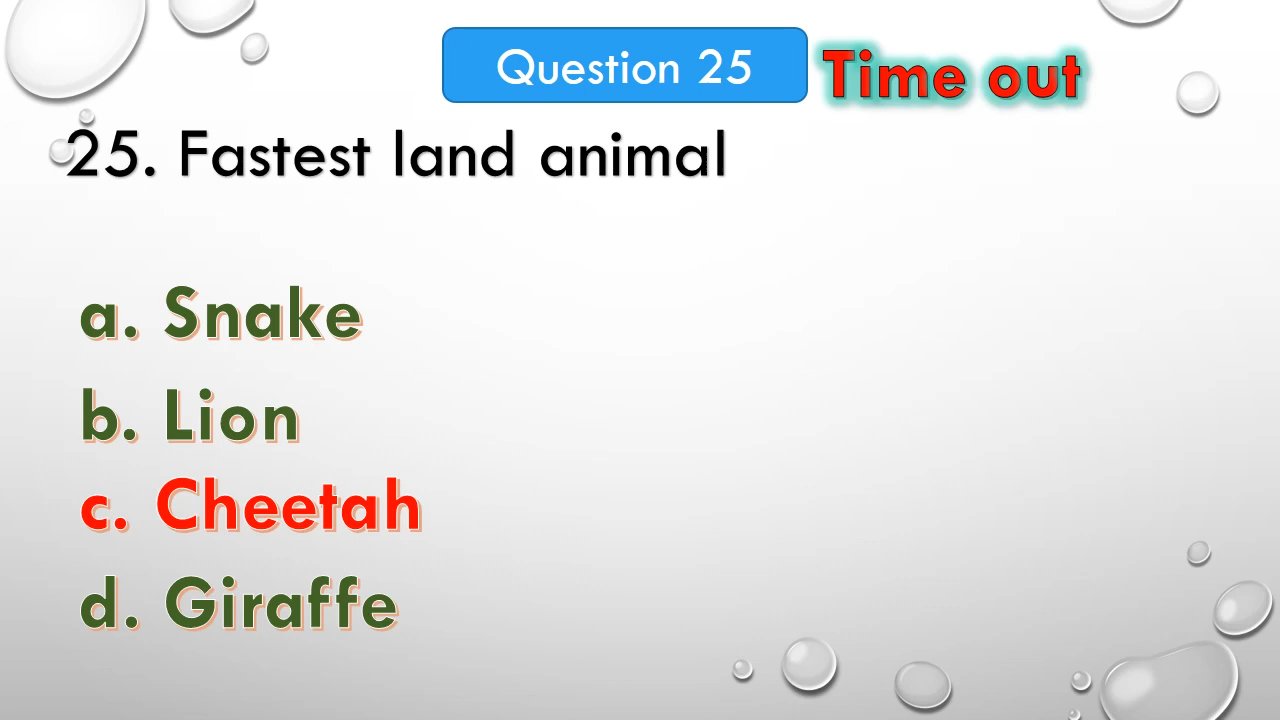 Question 25
Time out
25. Fastest land animal
a. Snake
b. Lion
c. Cheetah
d. Giraffe